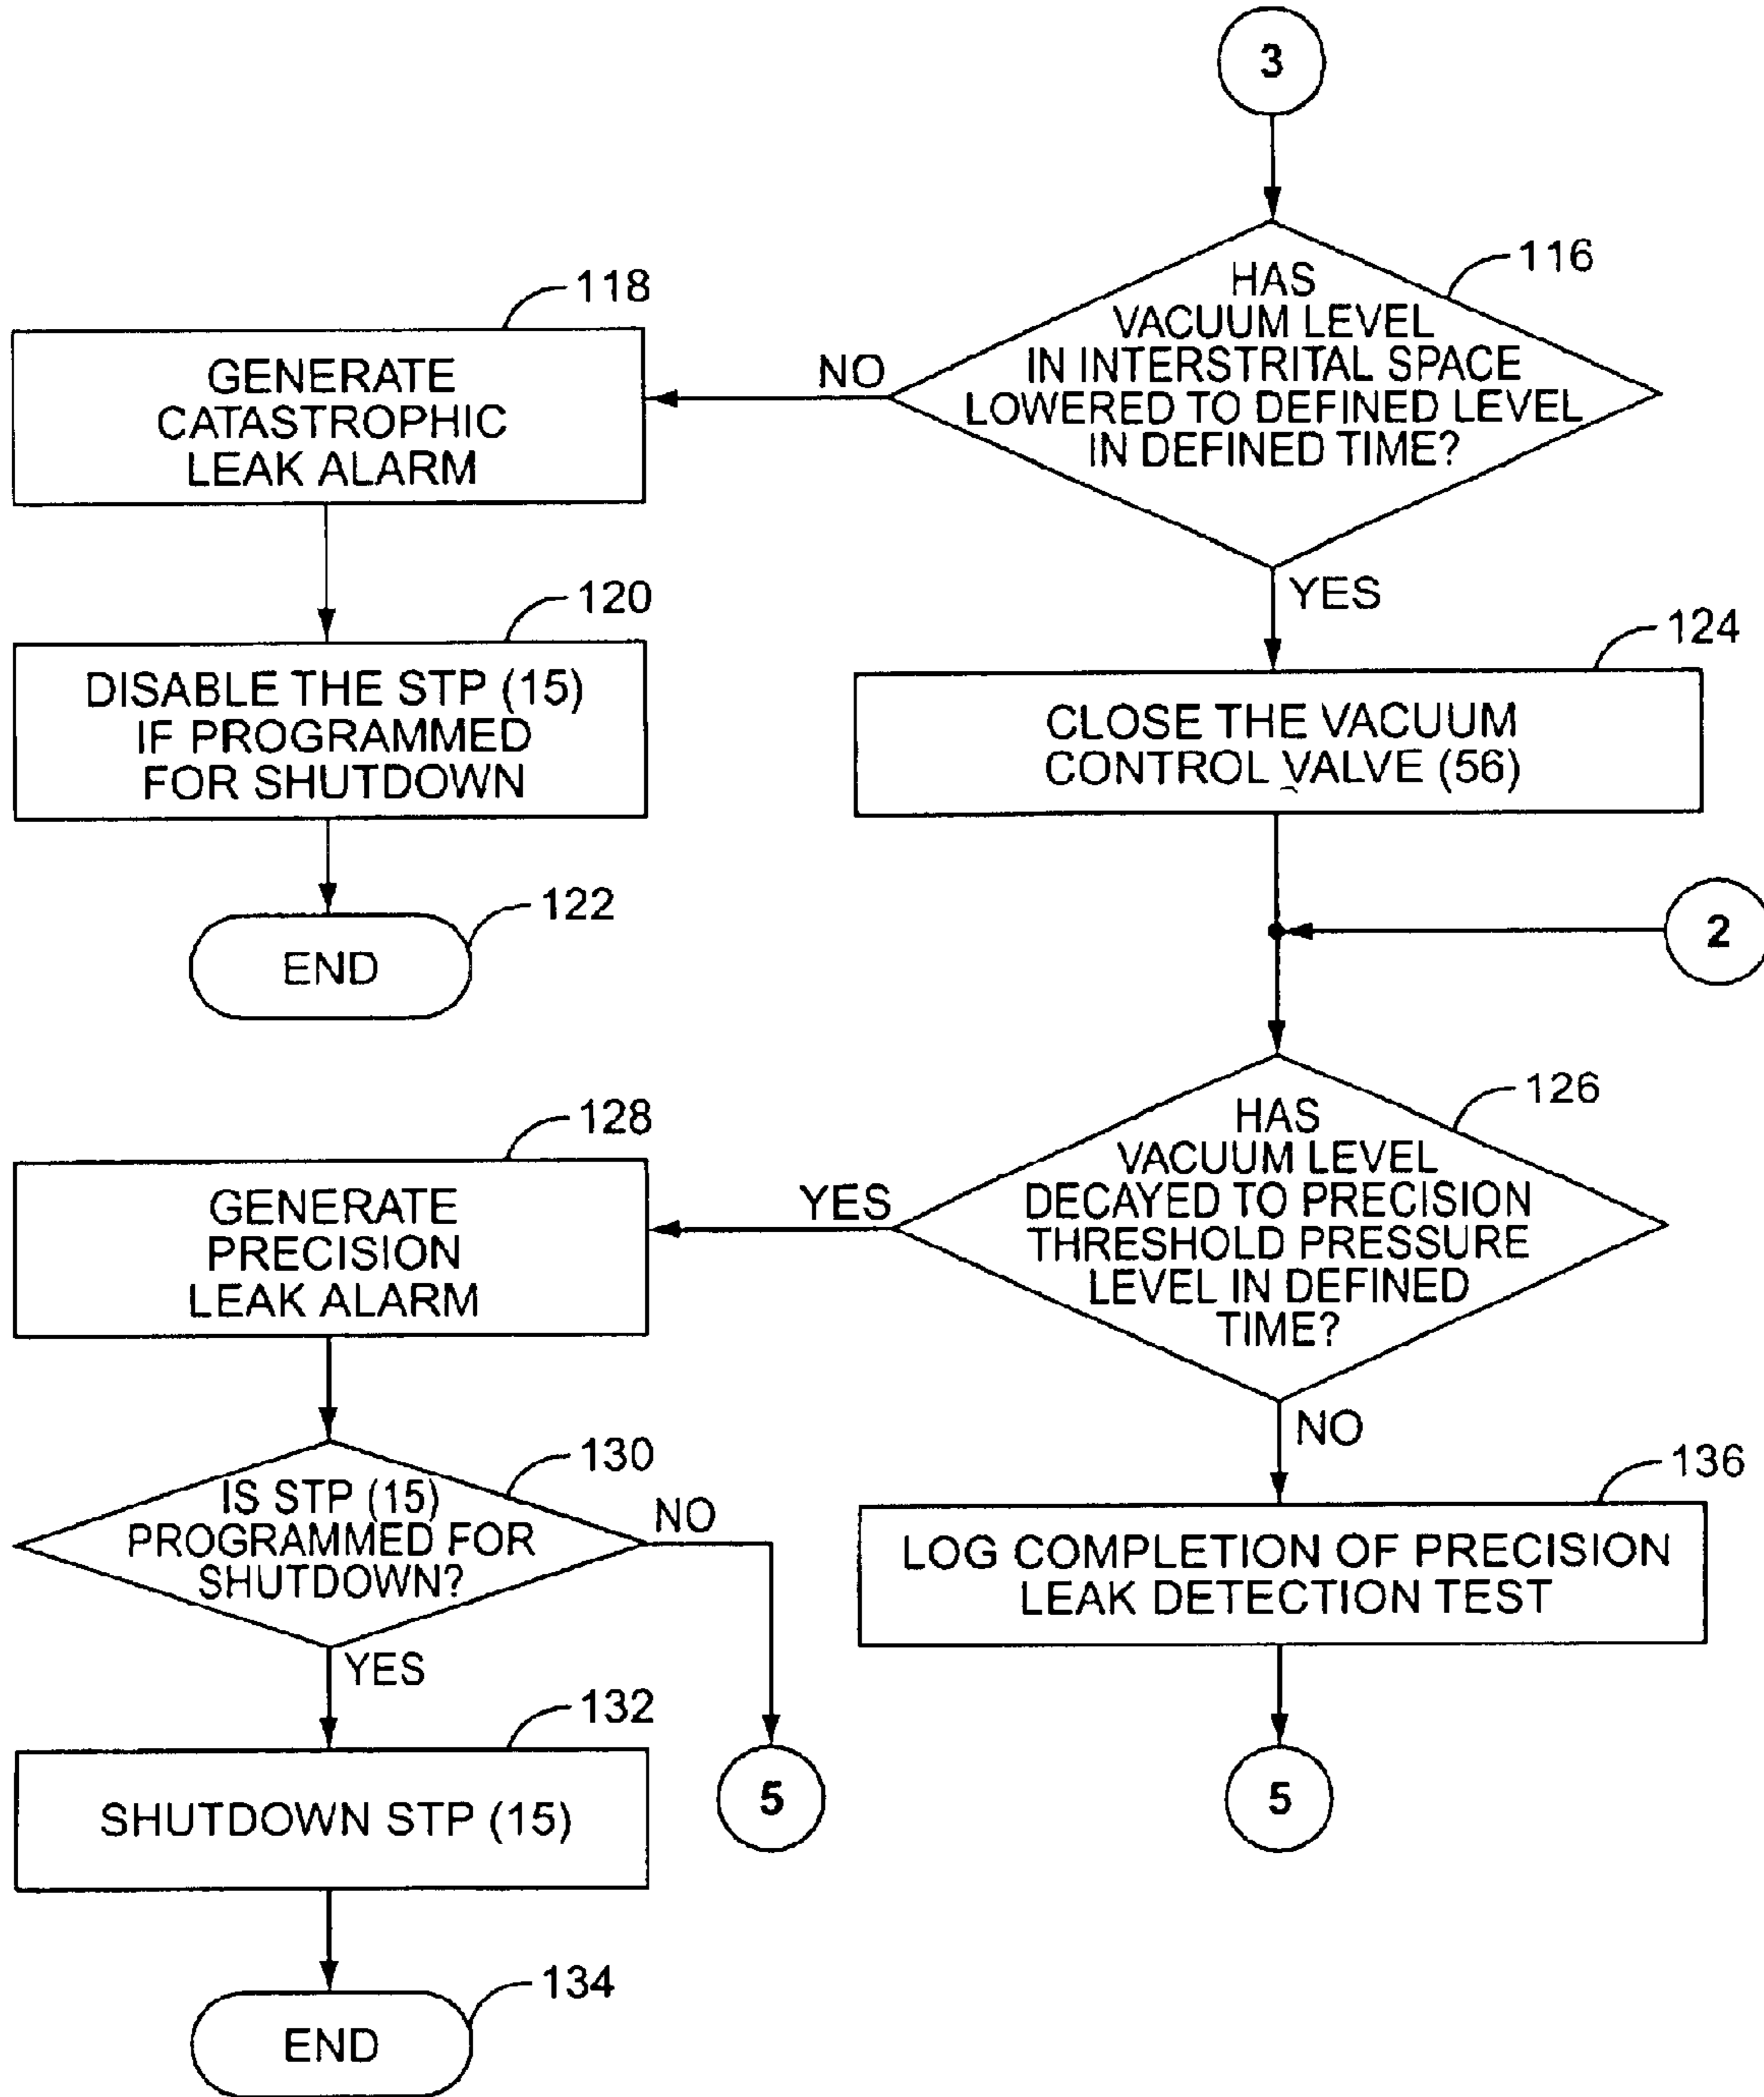 3
116
HAS
VACUUM LEVEL
IN INTERSTRITAL SPACE
LOWERED TO DEFINED LEVEL
IN DEFINED TIME?
NO
YES
118
GENERATE
CATASTROPHIC
LEAK ALARM
120
DISABLE THE STP (15)
IF PROGRAMMED
FOR SHUTDOWN
122
END
124
CLOSE THE VACUUM
CONTROL VALVE (56)
2
126
HAS
VACUUM LEVEL
DECAYED TO PRECISION
THRESHOLD PRESSURE
LEVEL IN DEFINED
TIME?
YES
NO
128
GENERATE
PRECISION
LEAK ALARM
130
IS STP (15)
PROGRAMMED FOR
SHUTDOWN?
NO
YES
132
SHUTDOWN STP (15)
134
END
5
136
LOG COMPLETION OF PRECISION
LEAK DETECTION TEST
5